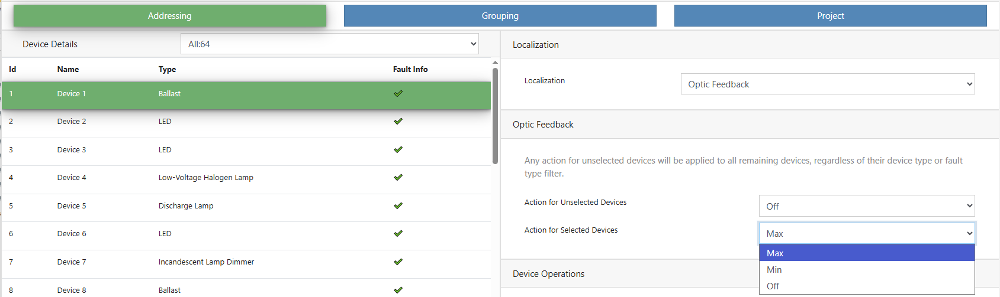 Addressing
Grouping
Project
Device Details
All:64
Id Name Type Fault Info
1 Device 1 Ballast
2 Device 2 LED
3 Device 3 LED
4 Device 4 Low-Voltage Halogen Lamp
5 Device 5 Discharge Lamp
6 Device 6 LED
7 Device 7 Incandescent Lamp Dimmer
8 Device 8 Ballast
Localization
Localization Optic Feedback
Optic Feedback
Any action for unselected devices will be applied to all remaining devices, regardless of their device type or fault
type filter.
Action for Unselected Devices Off
Action for Selected Devices Max
Max
Min
Off
Device Operations